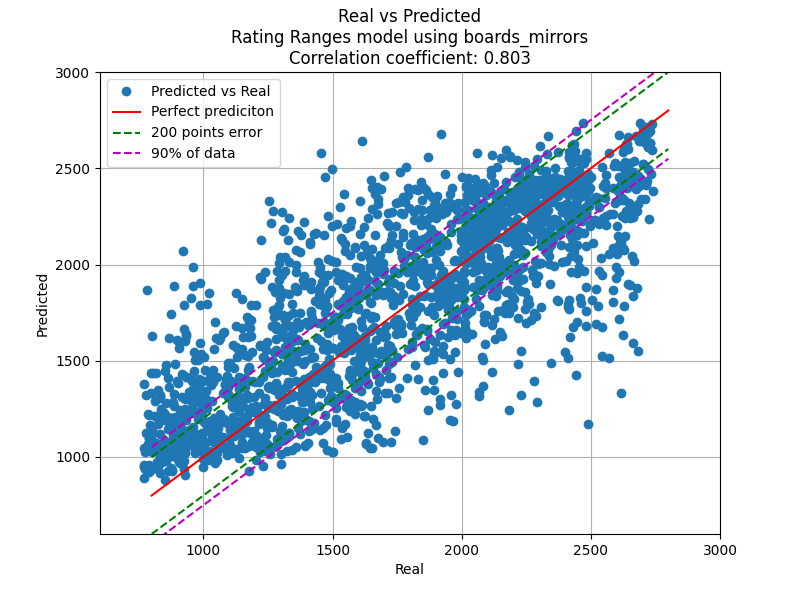 Real vs Predicted
Rating Ranges model using boards_mirrors
Correlation coefficient: 0.803
Predicted vs Real
Perfect prediciton
200 points error
90% of data
3000
2500
2000
1500
1000
Predicted
1000 1500 2000 2500 3000
Real